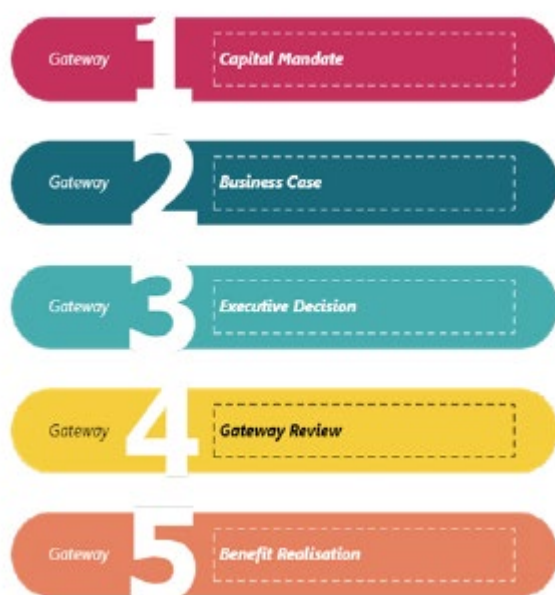 Gateway 1 Capital Mandate
Gateway 2 Business Case
Gateway 3 Executive Decision
Gateway 4 Gateway Review
Gateway 5 Benefit Realisation